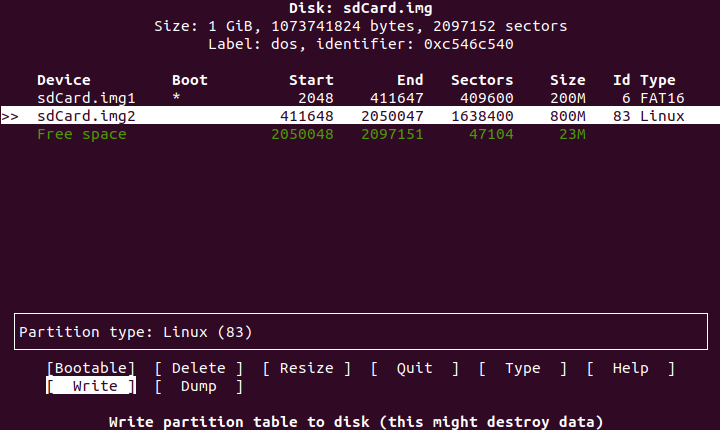 Disk: sdCard.img
Size: 1 GiB, 1073741824 bytes, 2097152 sectors
Label: dos, identifier: 0xc546c540
Device Boot Start End Sectors Size Id Type
sdCard.img1 * 2048 411647 409600 200M 6 FAT16
>> sdCard.img2 411648 2050047 1638400 800M 83 Linux
Free space 2050048 2097151 47104 23M
Partition type: Linux (83)
[Bootable] [ Delete ] [ Resize ] [ Quit ] [ Type ] [ Help ]
[ Write ] [ Dump ]
Write partition table to disk (this might destroy data)